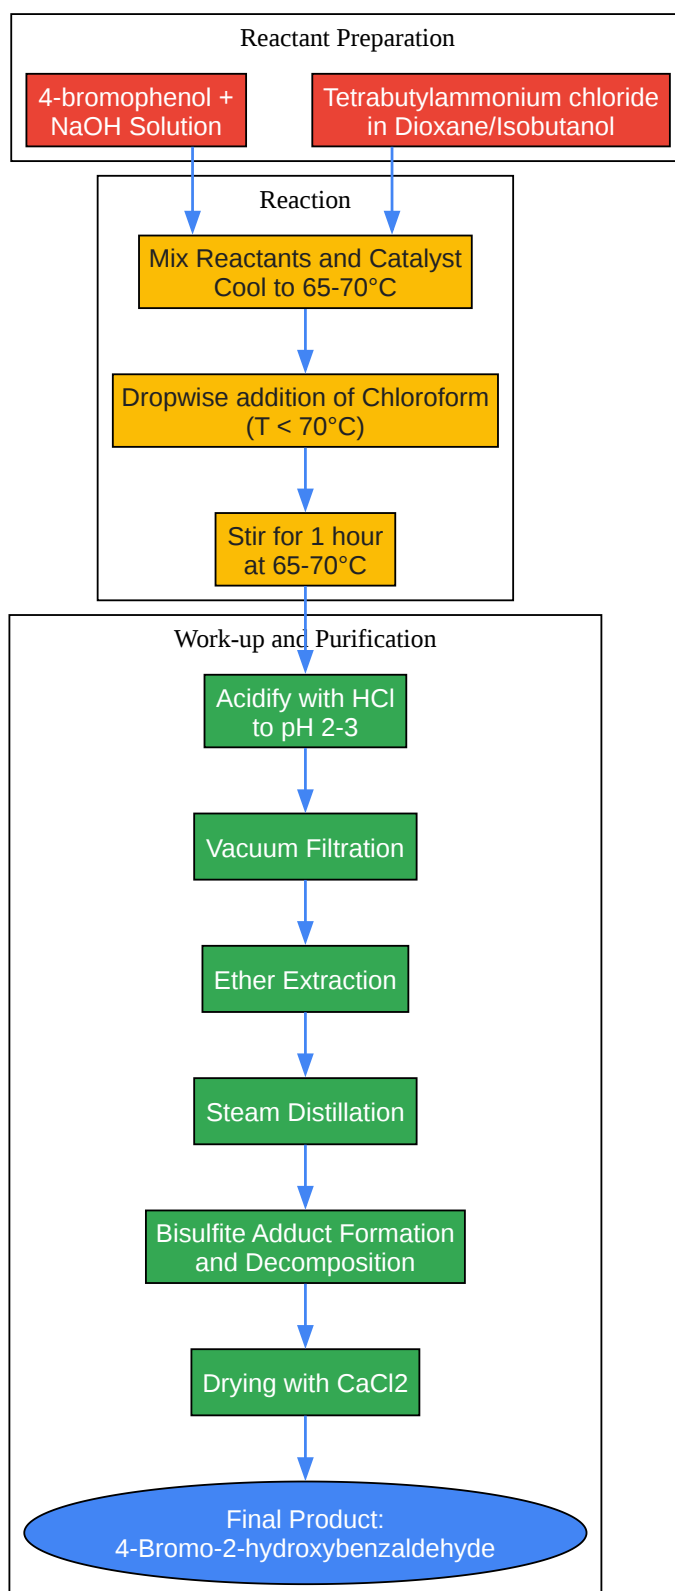 Reactant Preparation
4-bromophenol +
NaOH Solution
Tetrabutylammonium chloride
in Dioxane/Isobutanol
Reaction
Mix Reactants and Catalyst
Cool to 65-70°C
Dropwise addition of Chloroform
(T < 70°C)
Stir for 1 hour
at 65-70°C
Work-up and Purification
Acidify with HCl
to pH 2-3
Vacuum Filtration
Ether Extraction
Steam Distillation
Bisulfite Adduct Formation
and Decomposition
Drying with CaCl2
Final Product:
4-Bromo-2-hydroxybenzaldehyde